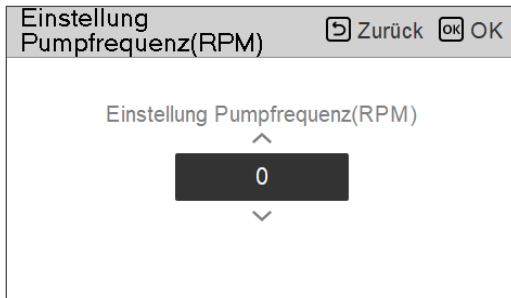 Einstellung
Pumpfrequenz(RPM)
Zurück OK OK
Einstellung Pumpfrequenz(RPM)
0